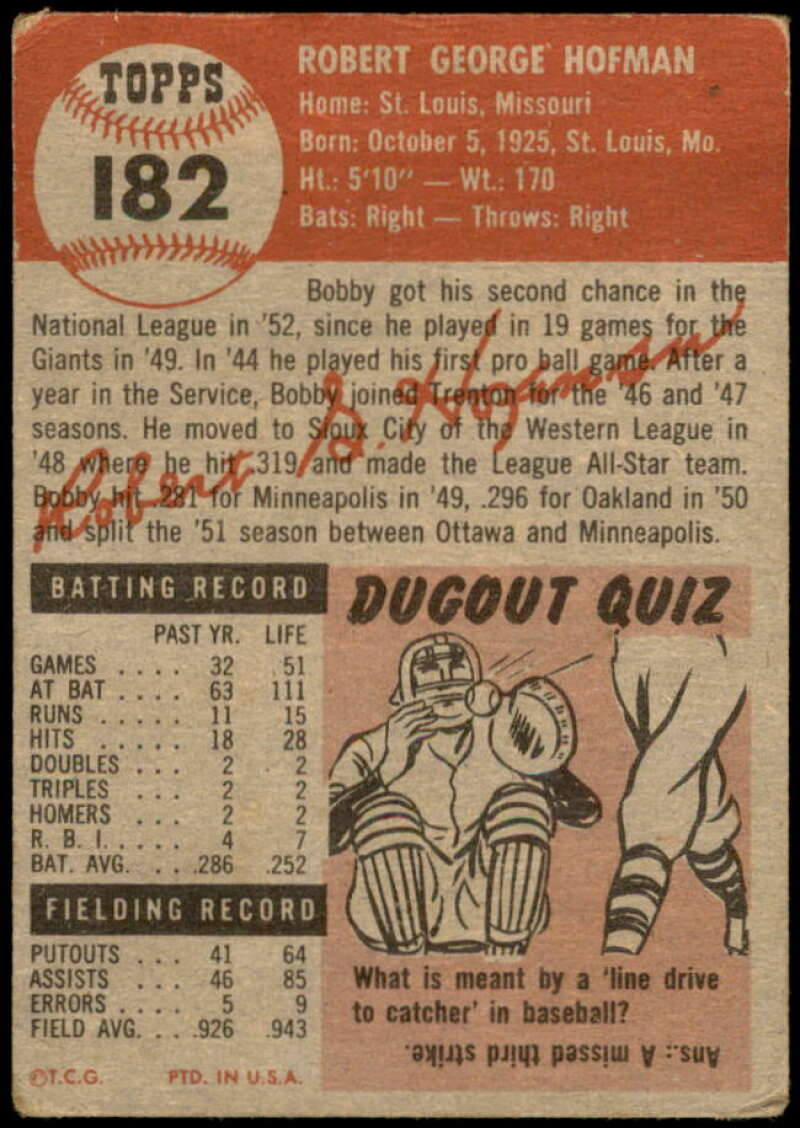 TOPPS
182
ROBERT GEORGE HOFMAN
Home: St. Louis, Missouri
Born: October 5, 1925, St. Louis, Mo.
Ht.: 5'10" — Wt.: 170
Bats: Right — Throws: Right
Bobby got his second chance in the
National League in '52, since he played in 19 games for the
Giants in '49. In '44 he played his first pro ball game. After a
year in the Service, Bobby joined Trenton for the '46 and '47
seasons. He moved to Sioux City of the Western League in
'48 where he hit .319 and made the League All-Star team.
Bobby hit .281 for Minneapolis in '49, .296 for Oakland in '50
and split the '51 season between Ottawa and Minneapolis.
Robert G. Hofman
BATTING RECORD
PAST YR. LIFE
GAMES .... 32 51
AT BAT .... 63 111
RUNS ..... 11 15
HITS ..... 18 28
DOUBLES ... 2 2
TRIPLES ... 2 2
HOMERS ... 2 2
R. B. I. .... 4 7
BAT. AVG. ... .286 .252
FIELDING RECORD
PUTOUTS ... 41 64
ASSISTS ... 46 85
ERRORS .... 5 9
FIELD AVG. ... .926 .943
©T.C.G. PTD. IN U.S.A.
DUGOUT QUIZ
What is meant by a 'line drive
to catcher' in baseball?
Ans.: A missed third strike.